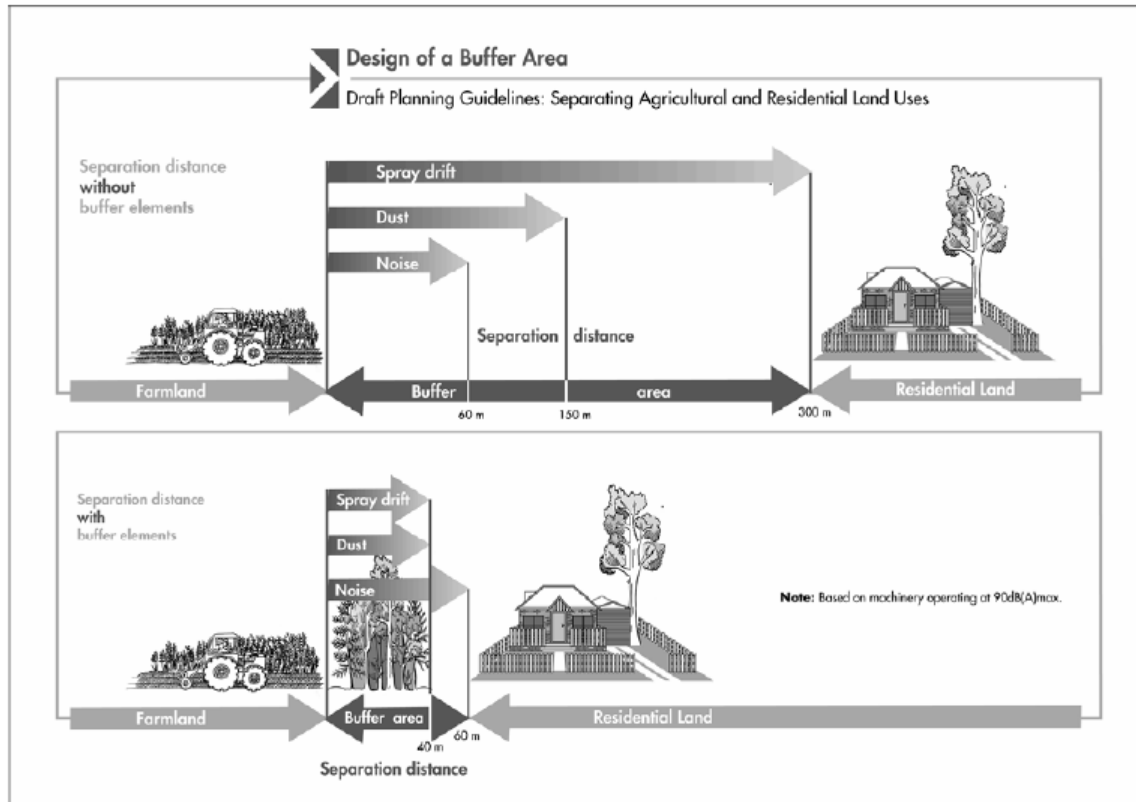 Design of a Buffer Area
Draft Planning Guidelines: Separating Agricultural and Residential Land Uses
Separation distance
without
buffer elements
Spray drift
Dust
Noise
Separation distance
Farmland
Buffer area
Residential Land
60 m
150 m
300 m
Separation distance
with
buffer elements
Spray drift
Dust
Noise
Note: Based on machinery operating at 90dB(A)max.
Farmland
Buffer area
Residential Land
40 m
60 m
Separation distance